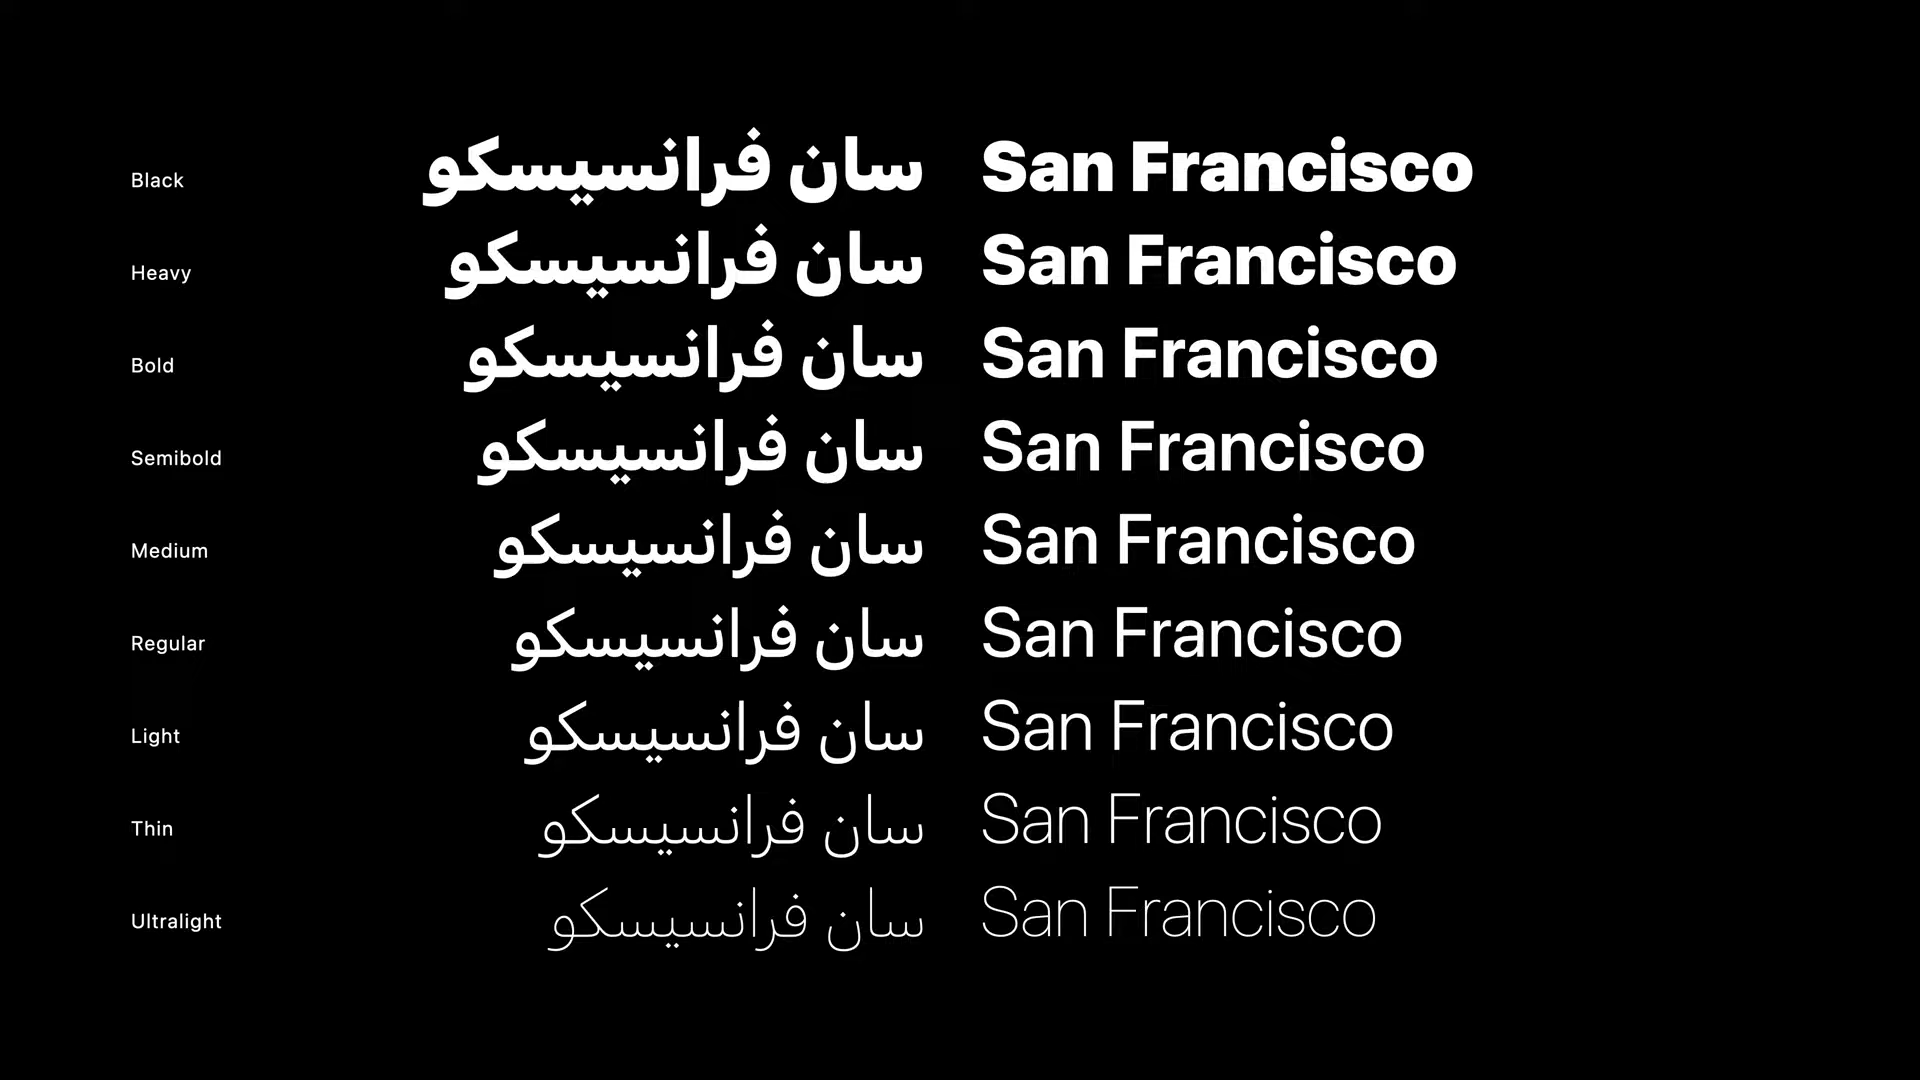 Black سان فرانسيسكو San Francisco
Heavy سان فرانسيسكو San Francisco
Bold سان فرانسيسكو San Francisco
Semibold سان فرانسيسكو San Francisco
Medium سان فرانسيسكو San Francisco
Regular سان فرانسيسكو San Francisco
Light سان فرانسيسكو San Francisco
Thin سان فرانسيسكو San Francisco
Ultralight سان فرانسيسكو San Francisco